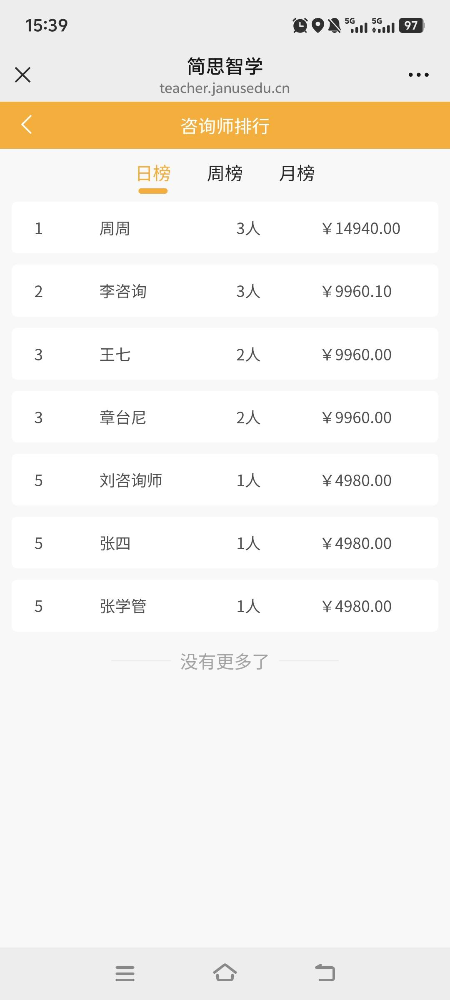 15:39 5G 5G 97
简思智学
teacher.janusedu.cn
咨询师排行
日榜 周榜 月榜
1 周周 3人 ￥14940.00
2 李咨询 3人 ￥9960.10
3 王七 2人 ￥9960.00
3 章台尼 2人 ￥9960.00
5 刘咨询师 1人 ￥4980.00
5 张四 1人 ￥4980.00
5 张学管 1人 ￥4980.00
没有更多了